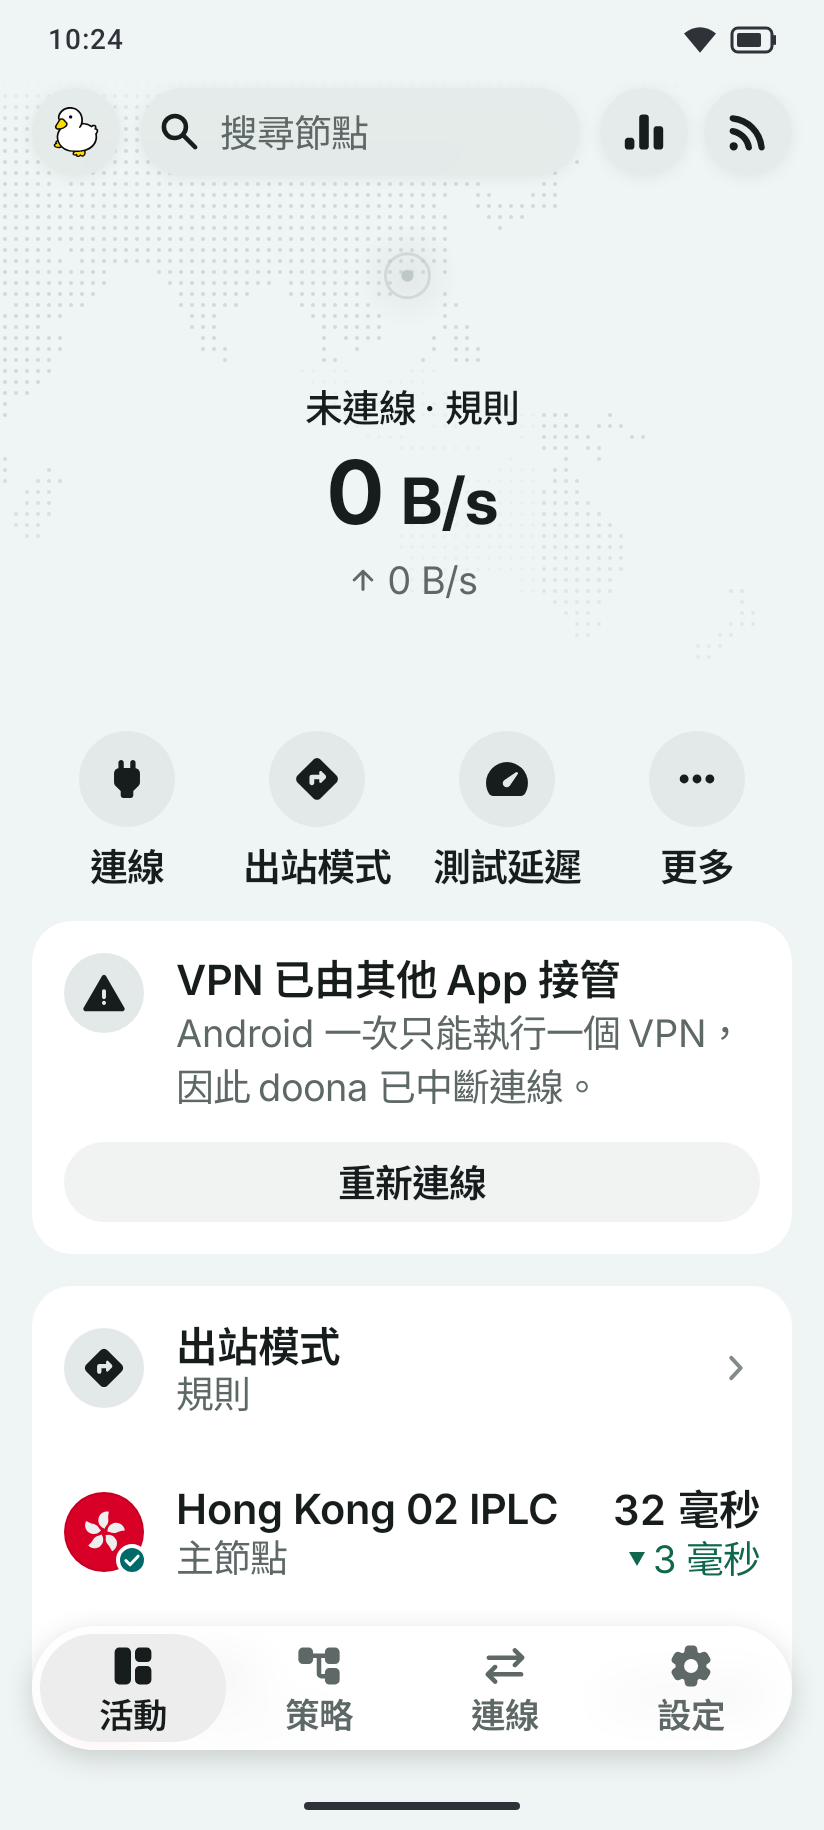 10:24
搜尋節點
未連線 · 規則
0 B/s
↑ 0 B/s
連線
出站模式
測試延遲
更多
VPN 已由其他 App 接管
Android 一次只能執行一個 VPN，
因此 doona 已中斷連線。
重新連線
出站模式
規則
Hong Kong 02 IPLC
32 毫秒
主節點
▼3 毫秒
活動
策略
連線
設定